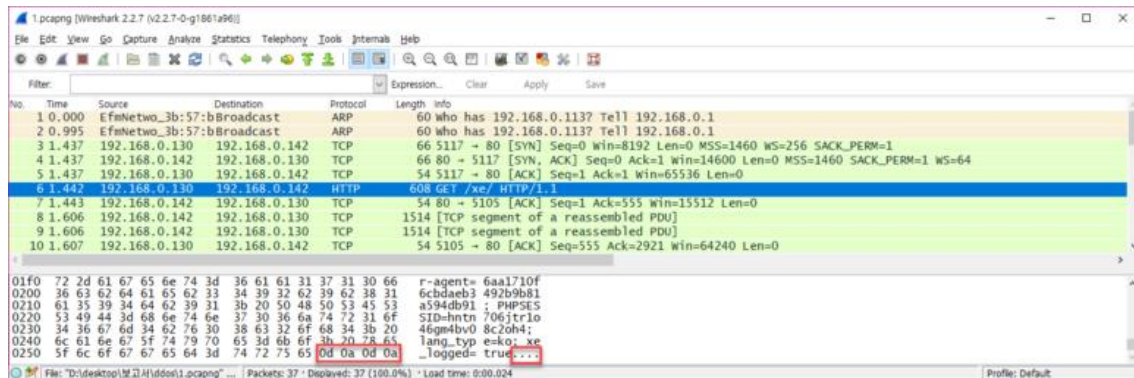 1.pcapng [Wireshark 2.2.7 (v2.2.7-0-g1861a96)]
File Edit View Go Capture Analyze Statistics Telephony Tools Internals Help
Filter: Expression... Clear Apply Save
No. Time Source Destination Protocol Length Info
1 0.000 EfmNetwo_3b:57:b Broadcast ARP 60 Who has 192.168.0.113? Tell 192.168.0.1
2 0.995 EfmNetwo_3b:57:b Broadcast ARP 60 Who has 192.168.0.113? Tell 192.168.0.1
3 1.437 192.168.0.130 192.168.0.142 TCP 66 5117 → 80 [SYN] Seq=0 Win=8192 Len=0 MSS=1460 WS=256 SACK_PERM=1
4 1.437 192.168.0.142 192.168.0.130 TCP 66 80 → 5117 [SYN, ACK] Seq=0 Ack=1 Win=14600 Len=0 MSS=1460 SACK_PERM=1 WS=64
5 1.437 192.168.0.130 192.168.0.142 TCP 54 5117 → 80 [ACK] Seq=1 Ack=1 Win=65536 Len=0
6 1.442 192.168.0.130 192.168.0.142 HTTP 608 GET /xe/ HTTP/1.1
7 1.443 192.168.0.142 192.168.0.130 TCP 54 80 → 5105 [ACK] Seq=1 Ack=555 Win=15512 Len=0
8 1.606 192.168.0.142 192.168.0.130 TCP 1514 [TCP segment of a reassembled PDU]
9 1.606 192.168.0.142 192.168.0.130 TCP 1514 [TCP segment of a reassembled PDU]
10 1.607 192.168.0.130 192.168.0.142 TCP 54 5105 → 80 [ACK] Seq=555 Ack=2921 Win=64240 Len=0
01f0 72 2d 61 67 65 6e 74 3d 36 61 61 31 37 31 30 66 r-agent= 6aa1710f
0200 36 63 62 64 61 65 62 33 34 39 32 62 39 62 38 31 6cbdaeb3 492b9b81
0210 61 35 39 34 64 62 39 31 3b 20 50 48 50 53 45 53 a594db91 ; PHPSES
0220 53 49 44 3d 68 6e 74 6e 37 30 36 6a 74 72 31 6f SID=hntn 706jtr1o
0230 34 36 67 6d 34 62 76 30 38 63 32 6f 68 34 3b 20 46gm4bv0 8c2oh4;
0240 6c 61 6e 67 5f 74 79 70 65 3d 6b 6f 3b 20 78 65 lang_typ e=ko; xe
0250 5f 6c 6f 67 67 65 64 3d 74 72 75 65 0d 0a 0d 0a _logged= true....
File: "D:\desktop\보고서\ddos\1.pcapng" ... Packets: 37 · Displayed: 37 (100.0%) · Load time: 0:00.024 Profile: Default